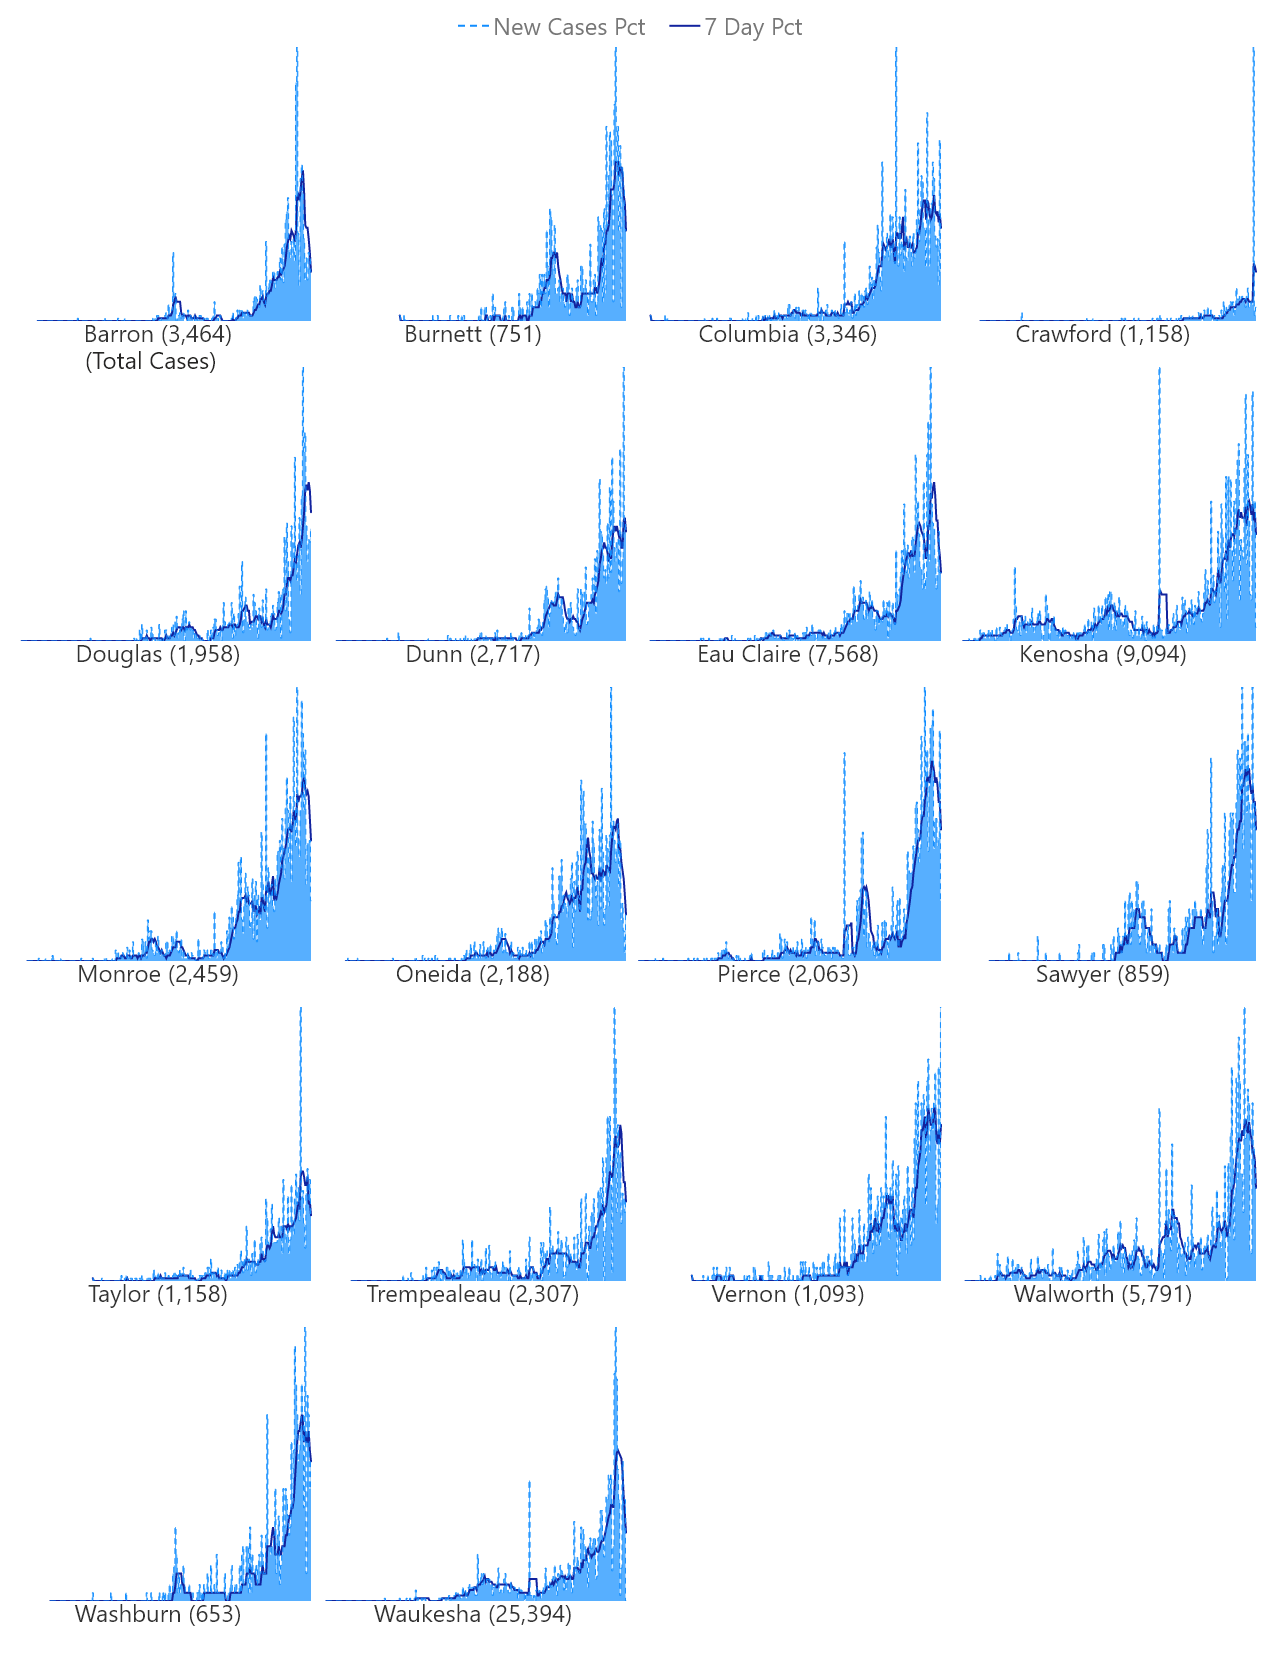 New Cases Pct 7 Day Pct
Barron (3,464) Burnett (751) Columbia (3,346) Crawford (1,158)
(Total Cases)
Douglas (1,958) Dunn (2,717) Eau Claire (7,568) Kenosha (9,094)
Monroe (2,459) Oneida (2,188) Pierce (2,063) Sawyer (859)
Taylor (1,158) Trempealeau (2,307) Vernon (1,093) Walworth (5,791)
Washburn (653) Waukesha (25,394)